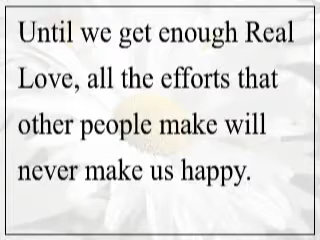 Until we get enough Real
Love, all the efforts that
other people make will
never make us happy.